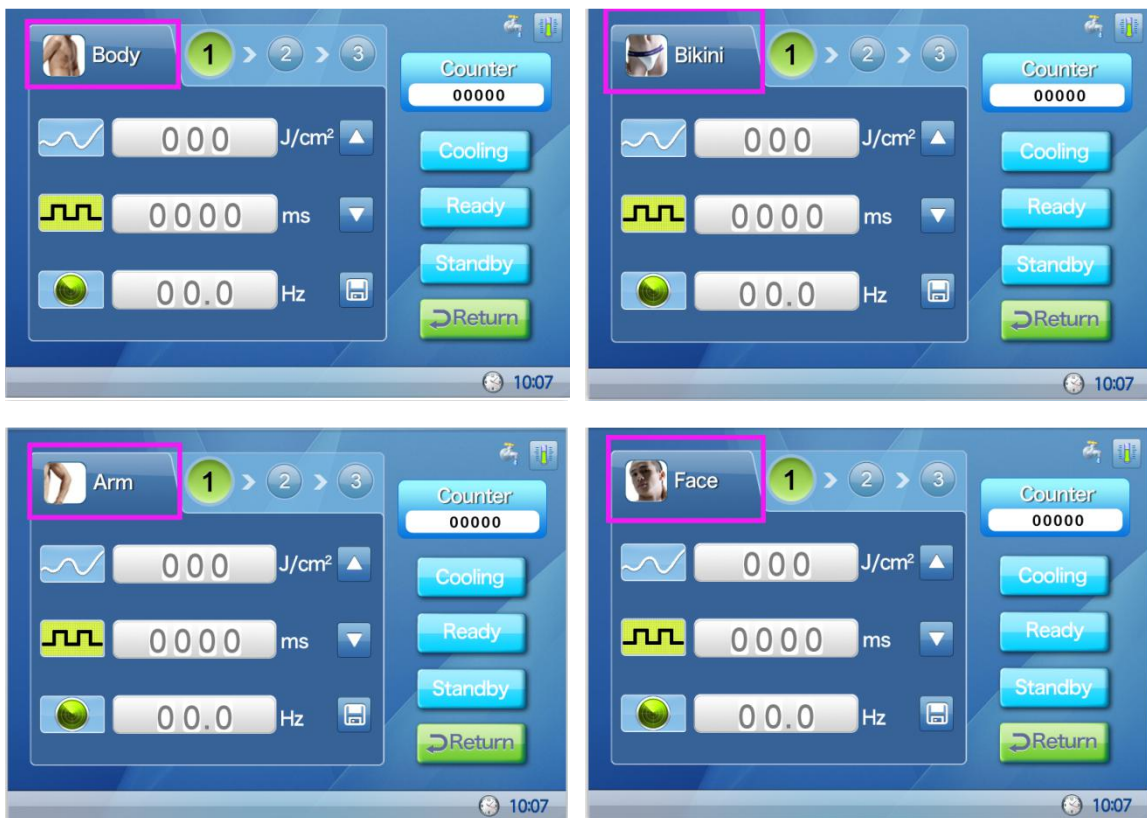 Body 1 > 2 > 3
Counter
00000
000 J/cm²
Cooling
0000 ms
Ready
Standby
00.0 Hz
Return
10:07
Bikini 1 > 2 > 3
Counter
00000
000 J/cm²
Cooling
0000 ms
Ready
Standby
00.0 Hz
Return
10:07
Arm 1 > 2 > 3
Counter
00000
000 J/cm²
Cooling
0000 ms
Ready
Standby
00.0 Hz
Return
10:07
Face 1 > 2 > 3
Counter
00000
000 J/cm²
Cooling
0000 ms
Ready
Standby
00.0 Hz
Return
10:07